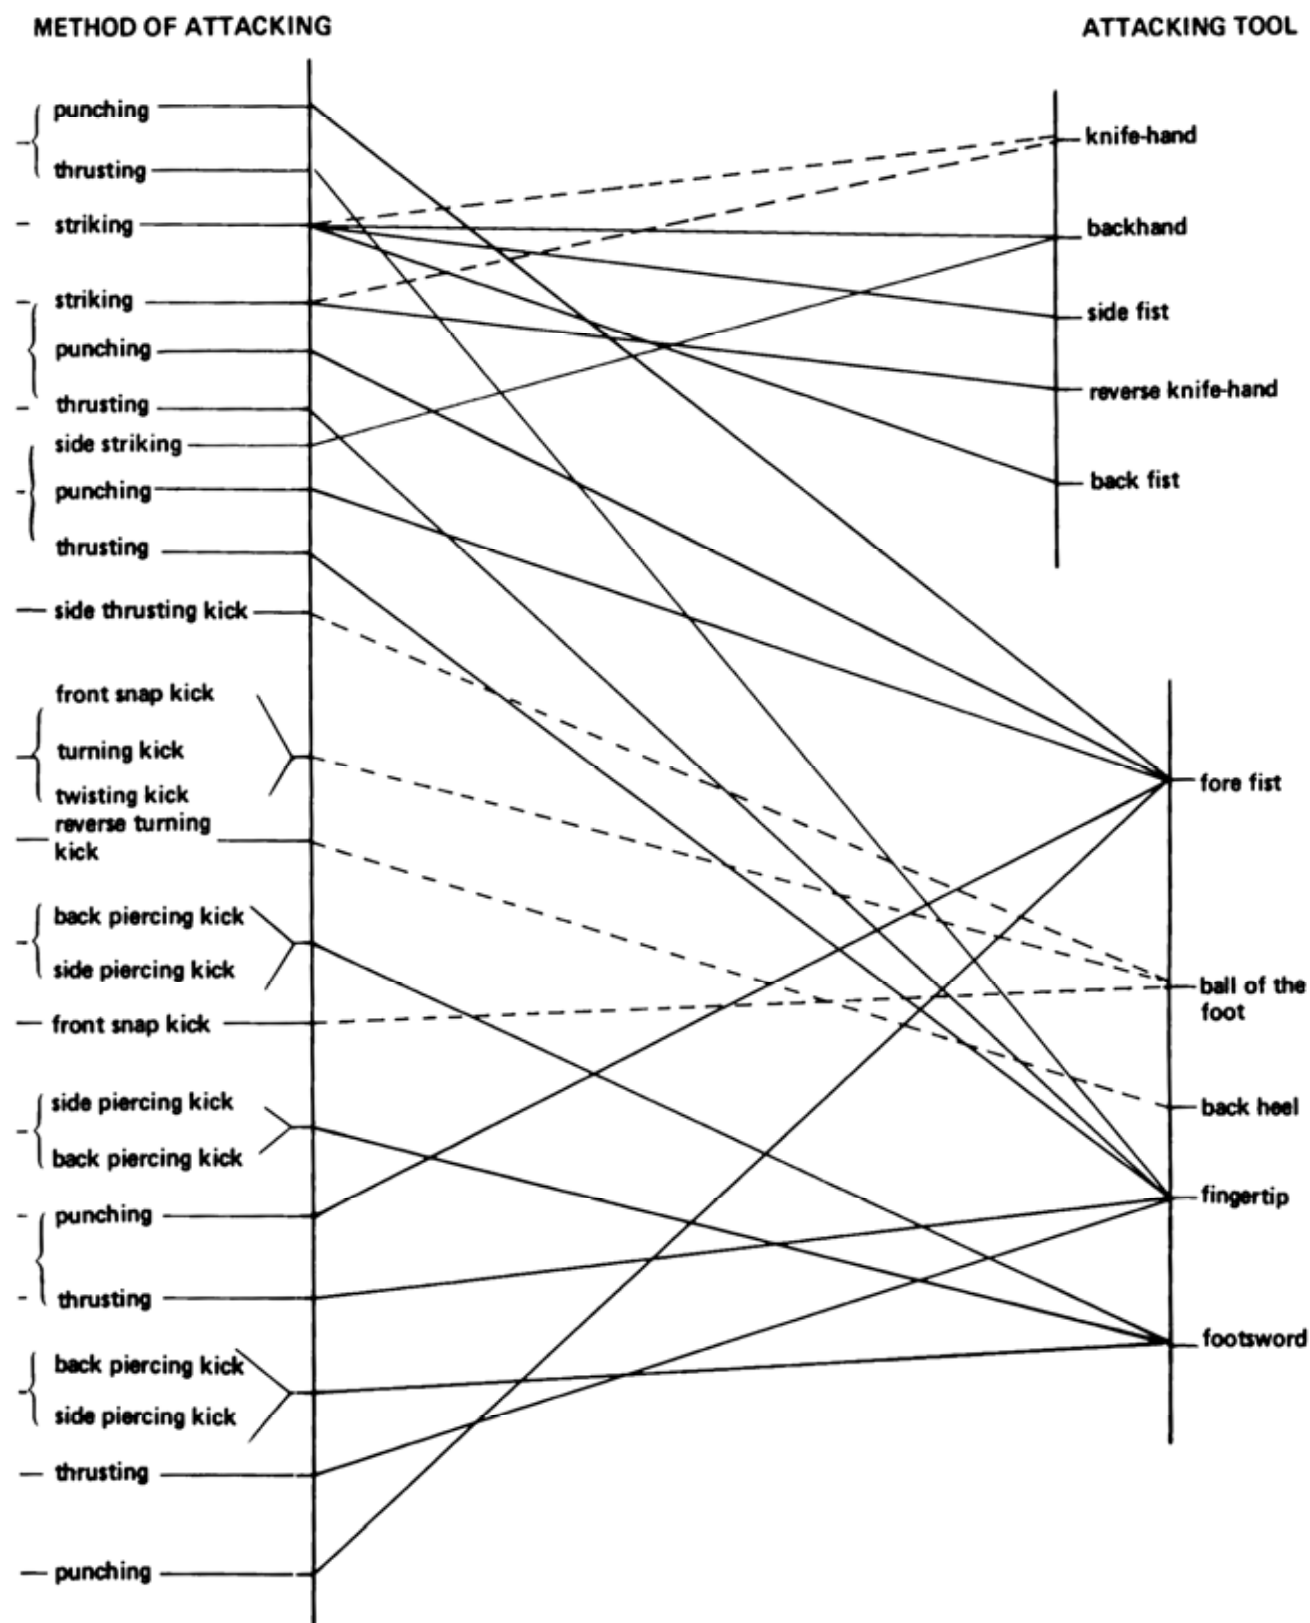 METHOD OF ATTACKING
ATTACKING TOOL
punching
thrusting
striking
striking
punching
thrusting
side striking
punching
thrusting
side thrusting kick
front snap kick
turning kick
twisting kick
reverse turning
kick
back piercing kick
side piercing kick
front snap kick
side piercing kick
back piercing kick
punching
thrusting
back piercing kick
side piercing kick
thrusting
punching
knife-hand
backhand
side fist
reverse knife-hand
back fist
fore fist
ball of the
foot
back heel
fingertip
footsword